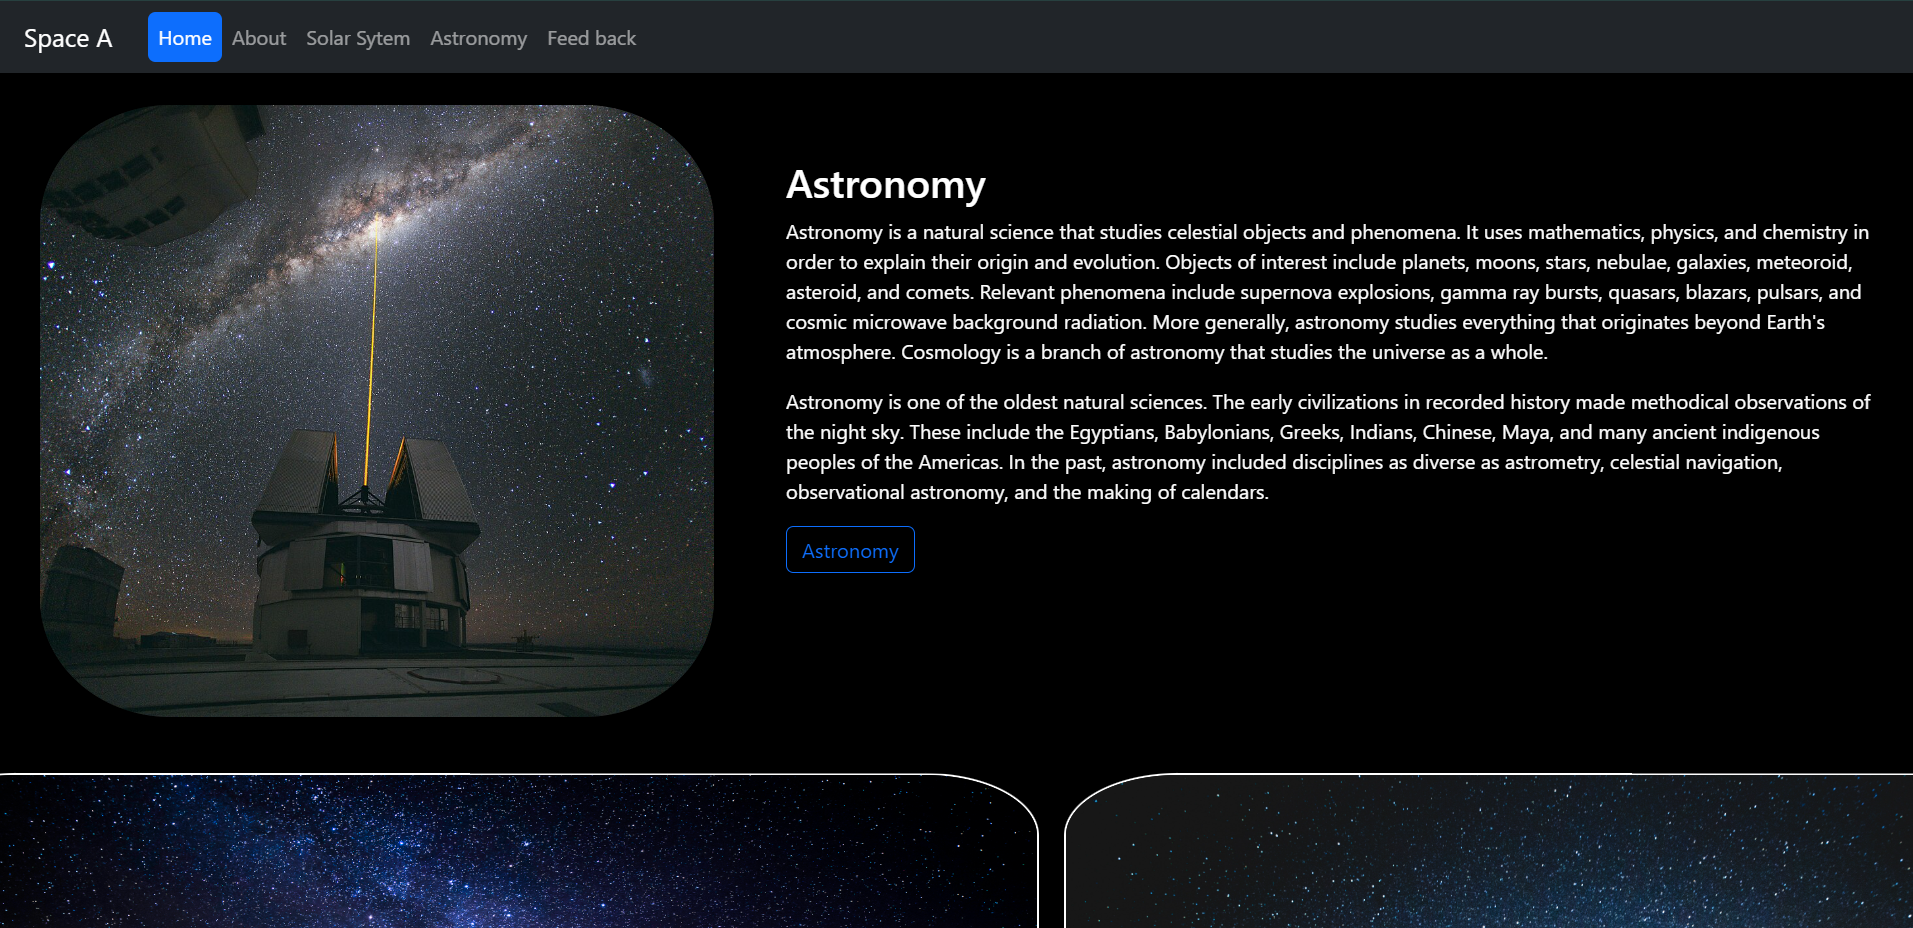 Space A Home About Solar Sytem Astronomy Feed back
Astronomy
Astronomy is a natural science that studies celestial objects and phenomena. It uses mathematics, physics, and chemistry in
order to explain their origin and evolution. Objects of interest include planets, moons, stars, nebulae, galaxies, meteoroid,
asteroid, and comets. Relevant phenomena include supernova explosions, gamma ray bursts, quasars, blazars, pulsars, and
cosmic microwave background radiation. More generally, astronomy studies everything that originates beyond Earth's
atmosphere. Cosmology is a branch of astronomy that studies the universe as a whole.
Astronomy is one of the oldest natural sciences. The early civilizations in recorded history made methodical observations of
the night sky. These include the Egyptians, Babylonians, Greeks, Indians, Chinese, Maya, and many ancient indigenous
peoples of the Americas. In the past, astronomy included disciplines as diverse as astrometry, celestial navigation,
observational astronomy, and the making of calendars.
Astronomy